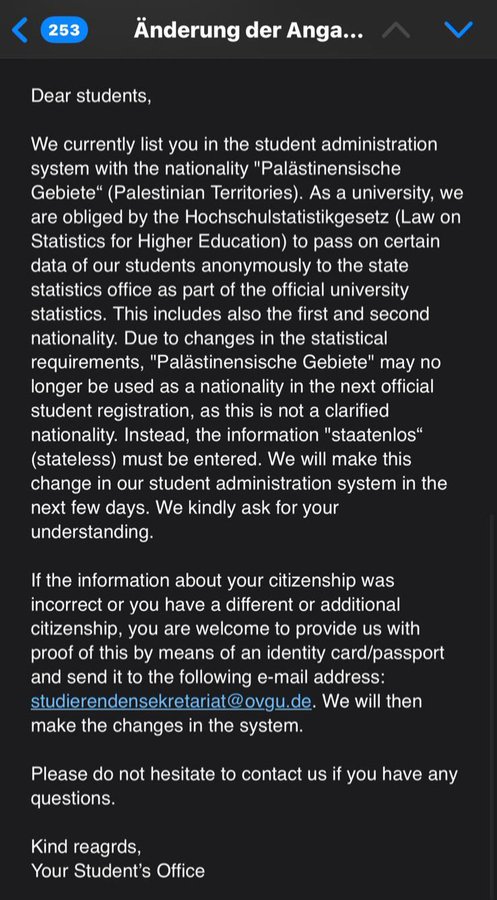 253
Änderung der Anga...
Dear students,
We currently list you in the student administration
system with the nationality "Palästinensische
Gebiete“ (Palestinian Territories). As a university, we
are obliged by the Hochschulstatistikgesetz (Law on
Statistics for Higher Education) to pass on certain
data of our students anonymously to the state
statistics office as part of the official university
statistics. This includes also the first and second
nationality. Due to changes in the statistical
requirements, "Palästinensische Gebiete" may no
longer be used as a nationality in the next official
student registration, as this is not a clarified
nationality. Instead, the information "staatenlos“
(stateless) must be entered. We will make this
change in our student administration system in the
next few days. We kindly ask for your
understanding.
If the information about your citizenship was
incorrect or you have a different or additional
citizenship, you are welcome to provide us with
proof of this by means of an identity card/passport
and send it to the following e-mail address:
studierendensekretariat@ovgu.de. We will then
make the changes in the system.
Please do not hesitate to contact us if you have any
questions.
Kind reagrds,
Your Student’s Office